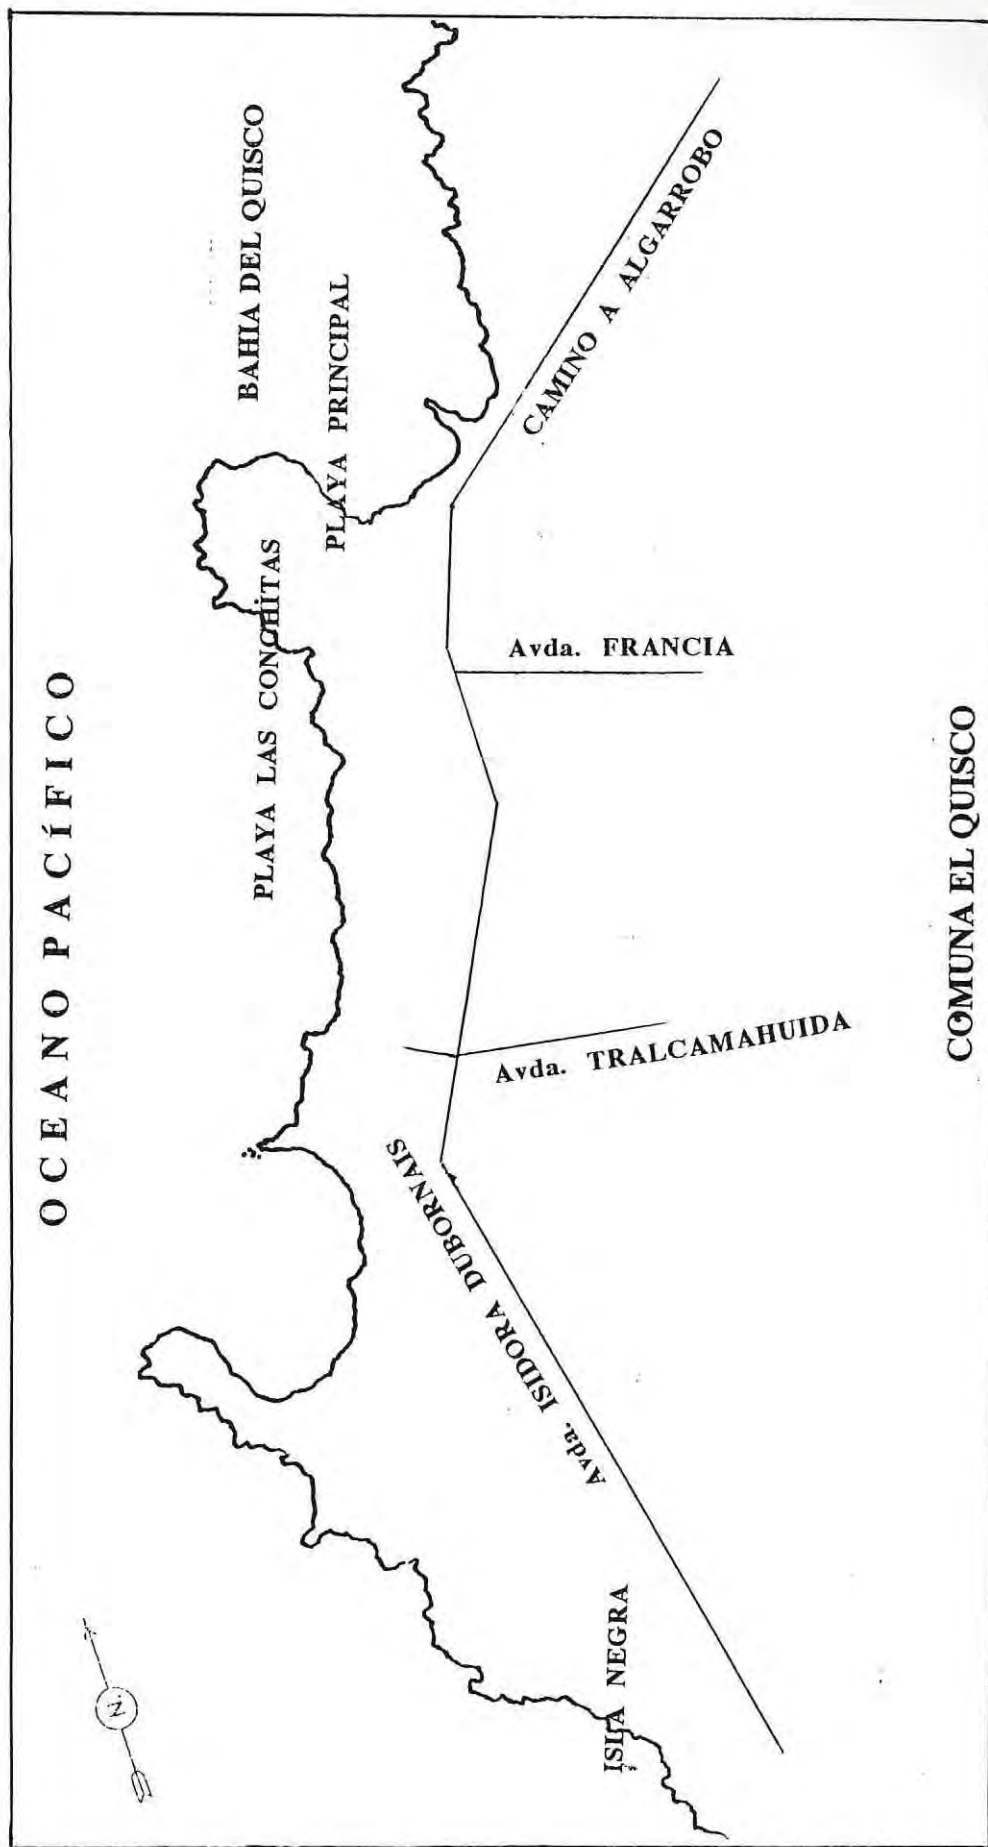 OCEANO PACÍFICO
BAHIA DEL QUISCO
PLAYA PRINCIPAL
PLAYA LAS CONCHITAS
CAMINO A ALGARROBO
Avda. FRANCIA
Avda. TRALCAMAHUIDA
Avda. ISIDORA DUBORNAIS
ISLA NEGRA
N
COMUNA EL QUISCO